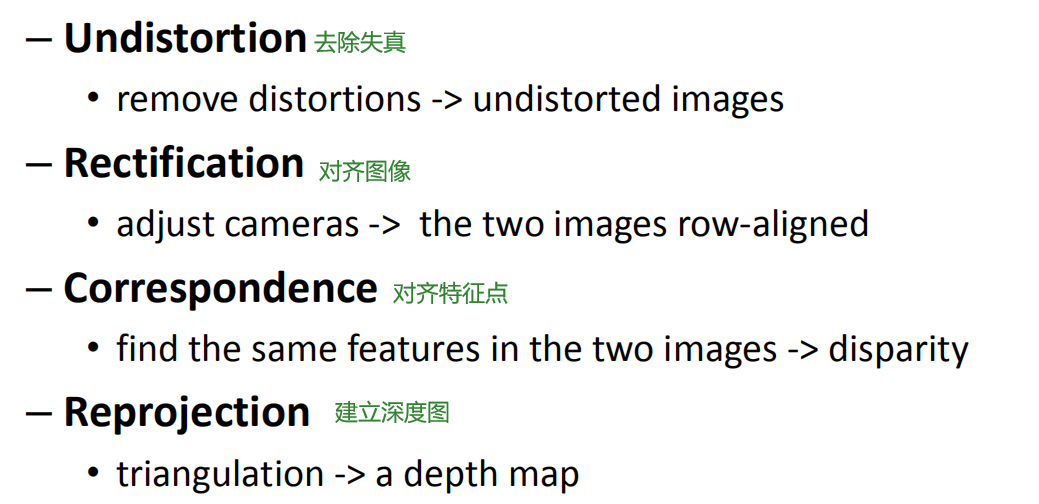 – Undistortion 去除失真
• remove distortions -> undistorted images
– Rectification 对齐图像
• adjust cameras -> the two images row-aligned
– Correspondence 对齐特征点
• find the same features in the two images -> disparity
– Reprojection 建立深度图
• triangulation -> a depth map